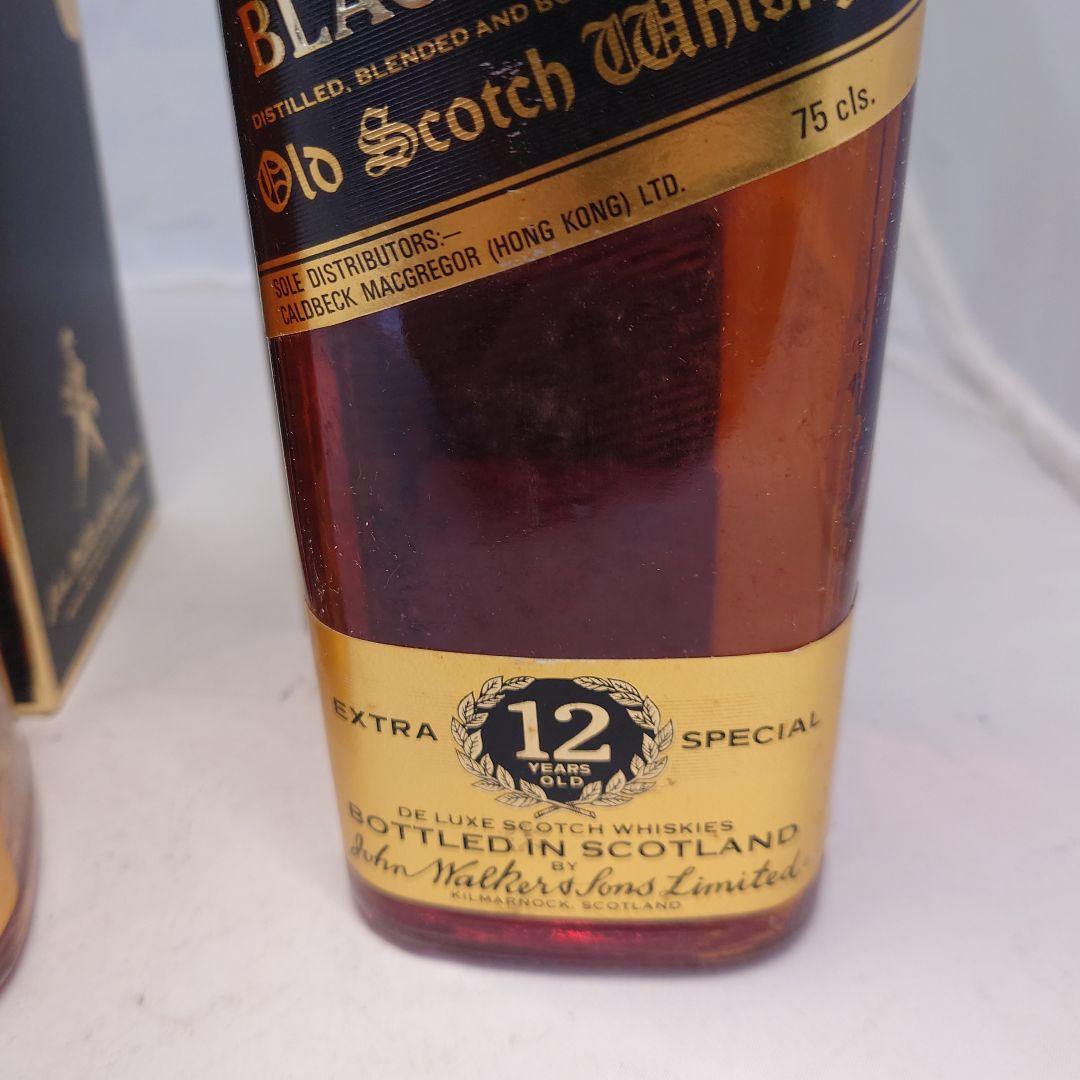 BLAC
DISTILLED, BLENDED AND BO
Old Scotch Whisky
75 cls.
SOLE DISTRIBUTORS:—
CALDBECK MACGREGOR (HONG KONG) LTD.
EXTRA 12 SPECIAL
YEARS
OLD
DE LUXE SCOTCH WHISKIES
BOTTLED IN SCOTLAND
BY
John Walker & Sons Limited
KILMARNOCK, SCOTLAND